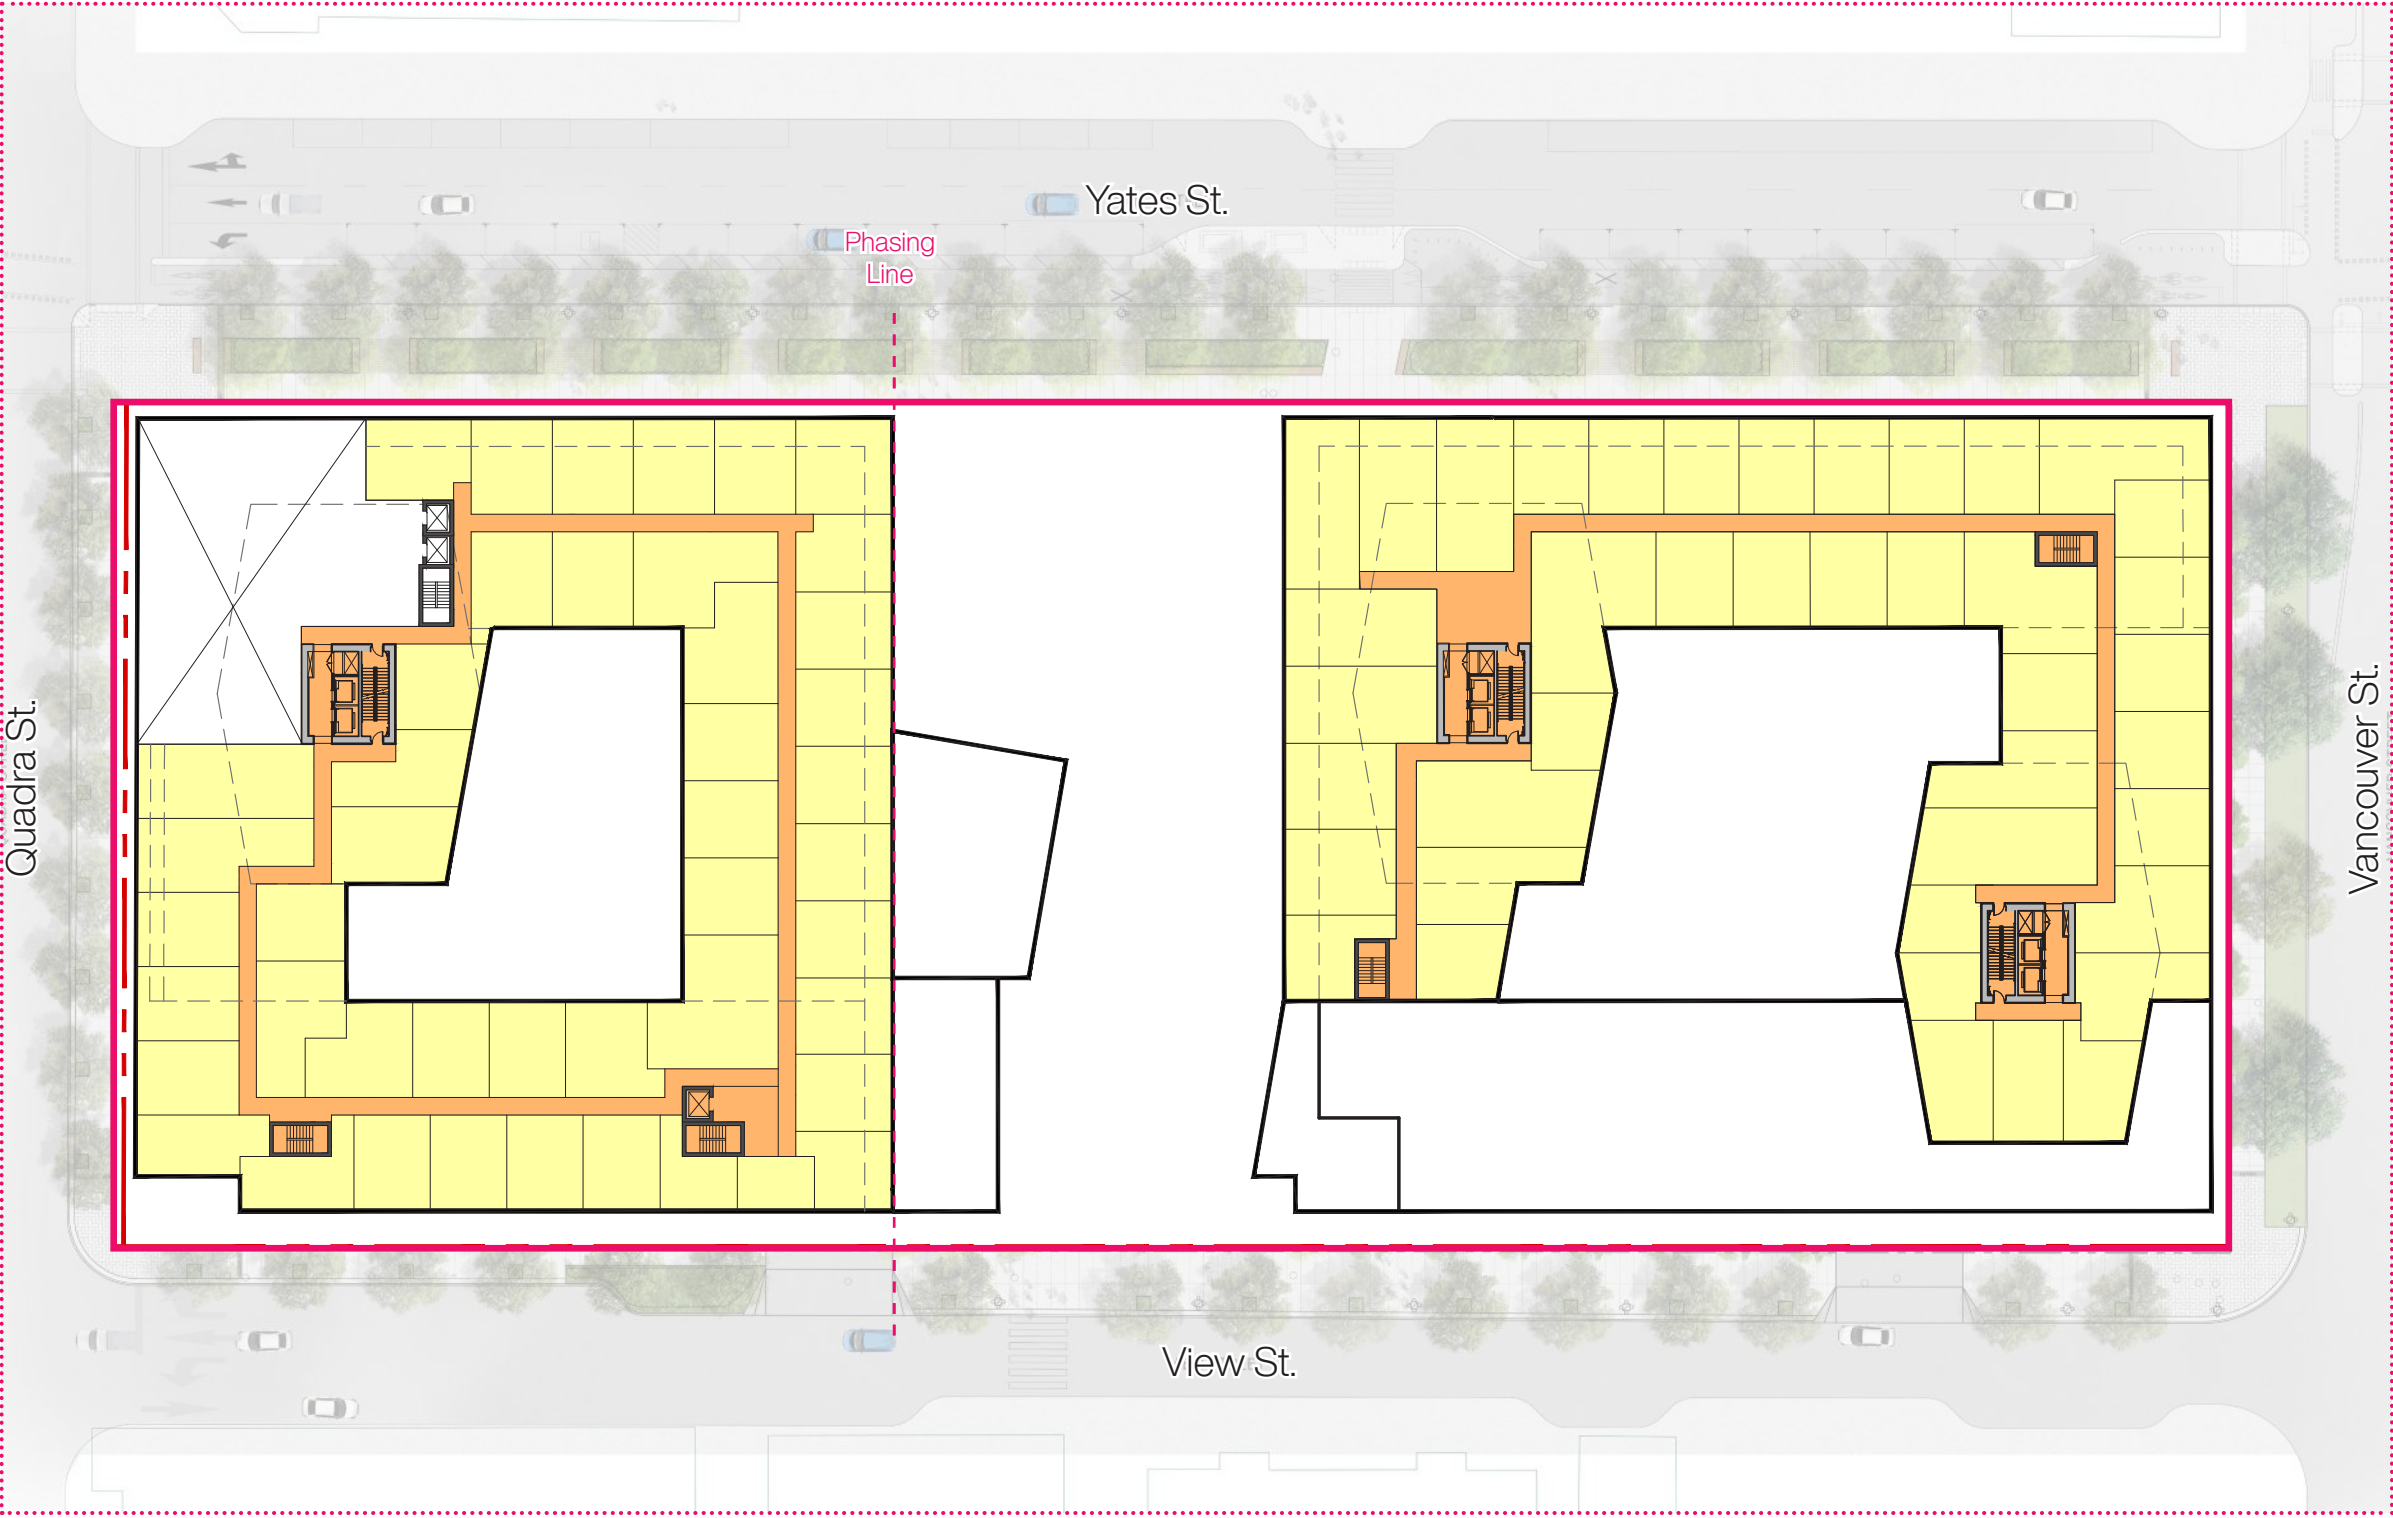 Yates St.
Phasing
Line
Quadra St.
Vancouver St.
View St.